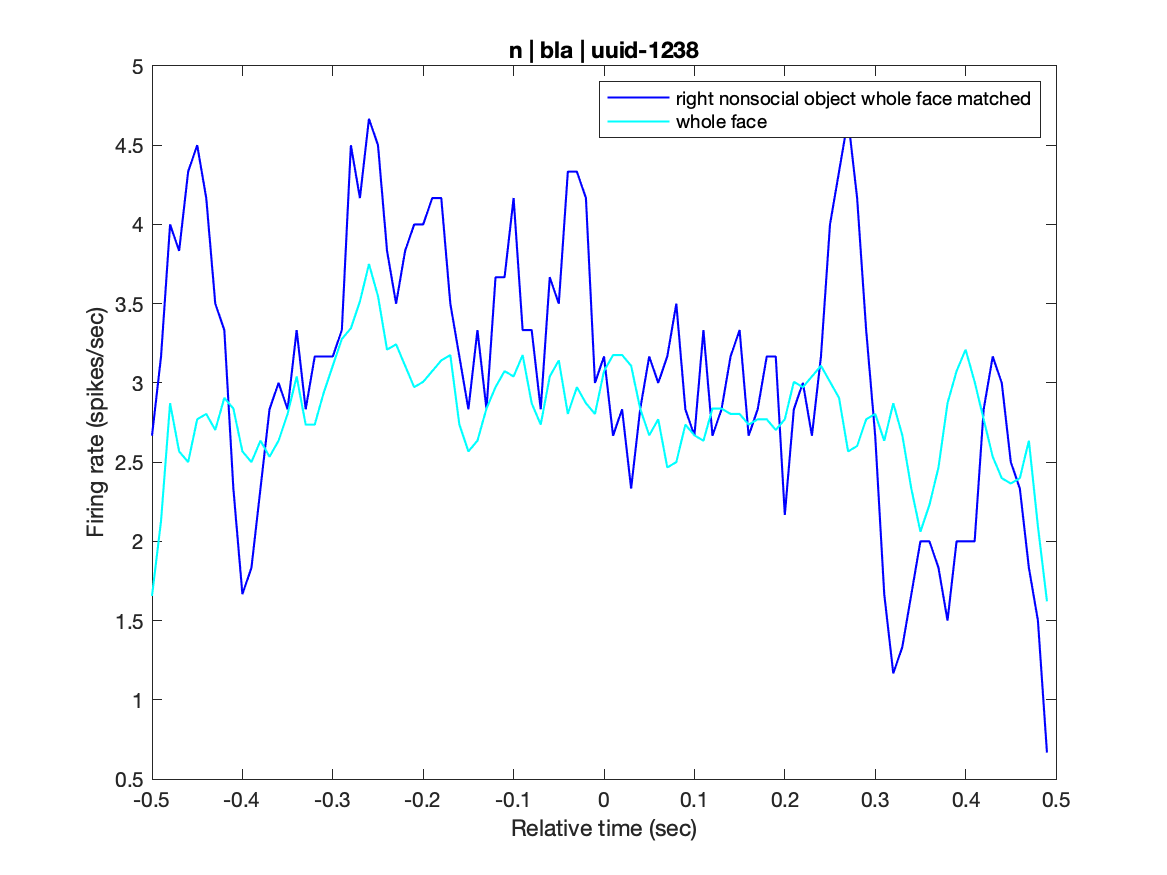 n | bla | uuid-1238
right nonsocial object whole face matched
whole face
Firing rate (spikes/sec)
5
4.5
4
3.5
3
2.5
2
1.5
1
0.5
-0.5 -0.4 -0.3 -0.2 -0.1 0 0.1 0.2 0.3 0.4 0.5
Relative time (sec)